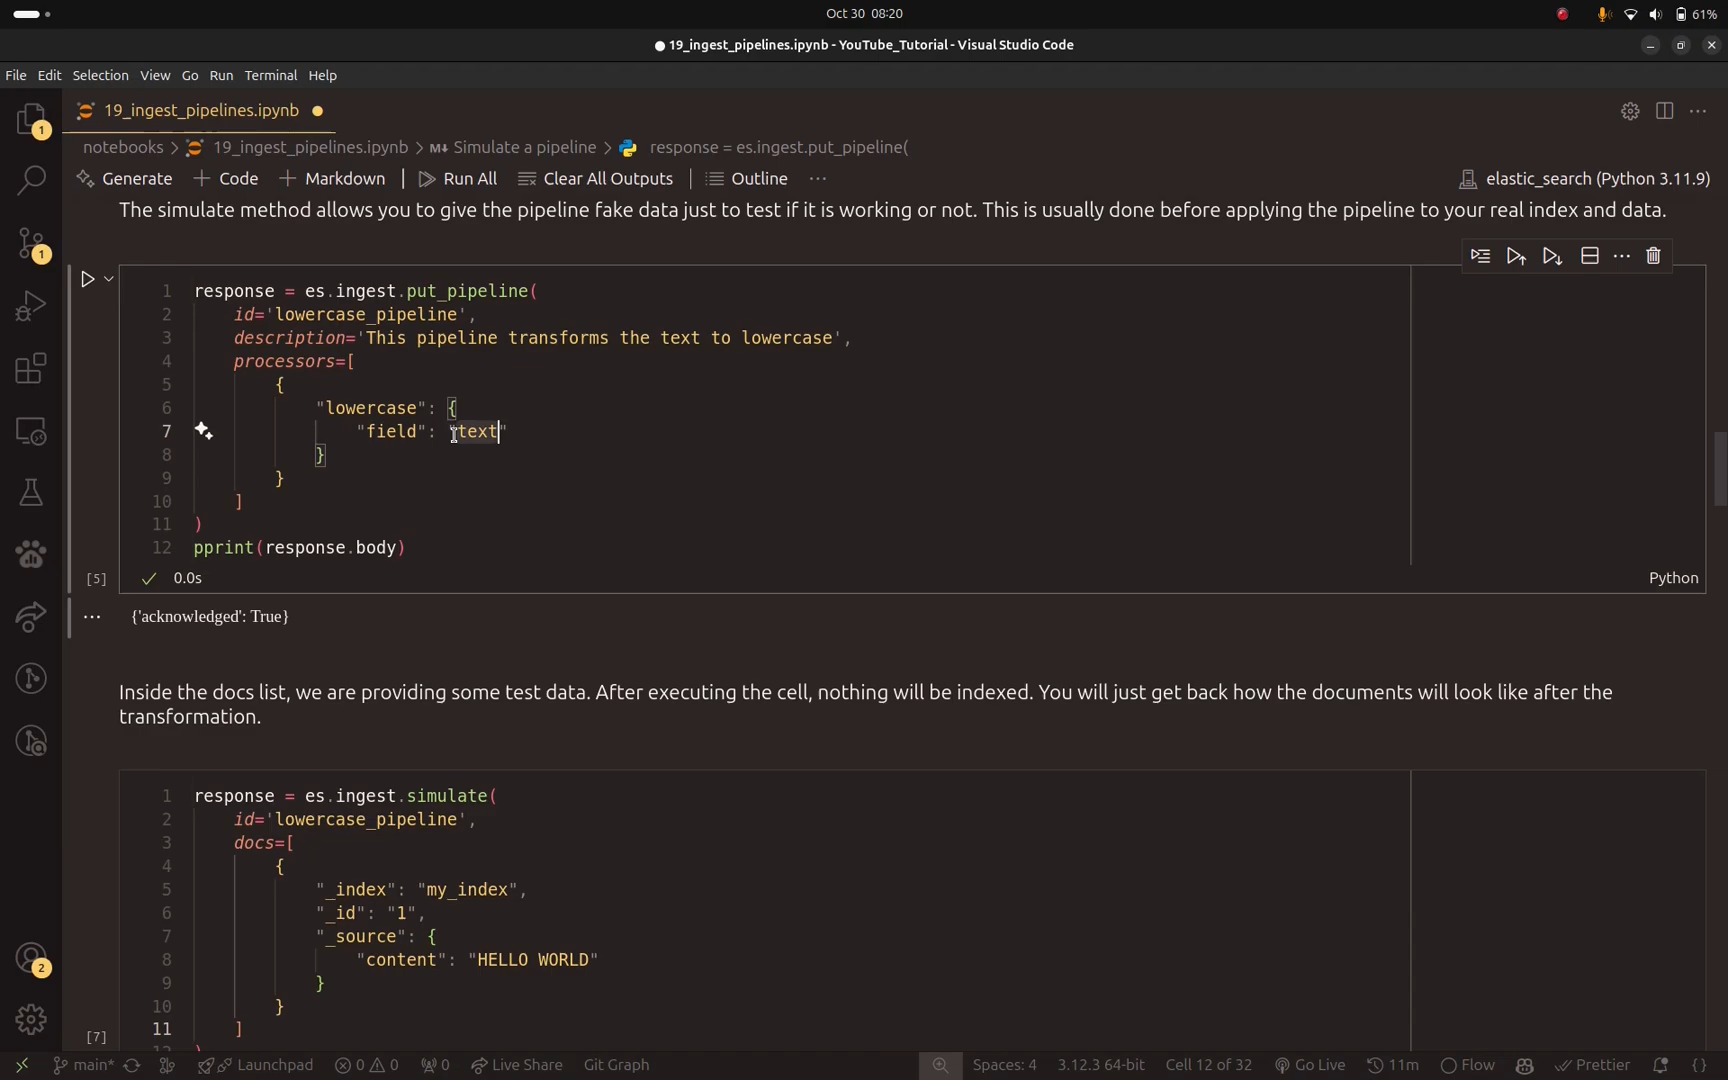 Oct 30 08:20
61%
19_ingest_pipelines.ipynb - YouTube_Tutorial - Visual Studio Code
File Edit Selection View Go Run Terminal Help
19_ingest_pipelines.ipynb
notebooks > 19_ingest_pipelines.ipynb > M↓ Simulate a pipeline > response = es.ingest.put_pipeline(
Generate + Code + Markdown | Run All Clear All Outputs | Outline ...
elastic_search (Python 3.11.9)
The simulate method allows you to give the pipeline fake data just to test if it is working or not. This is usually done before applying the pipeline to your real index and data.
1 response = es.ingest.put_pipeline(
2 id='lowercase_pipeline',
3 description='This pipeline transforms the text to lowercase',
4 processors=[
5 {
6 "lowercase": {
7 "field": "text"
8 }
9 }
10 ]
11 )
12 pprint(response.body)
[5] 0.0s Python
{'acknowledged': True}
Inside the docs list, we are providing some test data. After executing the cell, nothing will be indexed. You will just get back how the documents will look like after the
transformation.
1 response = es.ingest.simulate(
2 id='lowercase_pipeline',
3 docs=[
4 {
5 "_index": "my_index",
6 "_id": "1",
7 "_source": {
8 "content": "HELLO WORLD"
9 }
10 }
11 ]
[7]
12 )
1
1
2
main* Launchpad 0 0 0 Live Share Git Graph Spaces: 4 3.12.3 64-bit Cell 12 of 32 Go Live 11m Flow Prettier {}